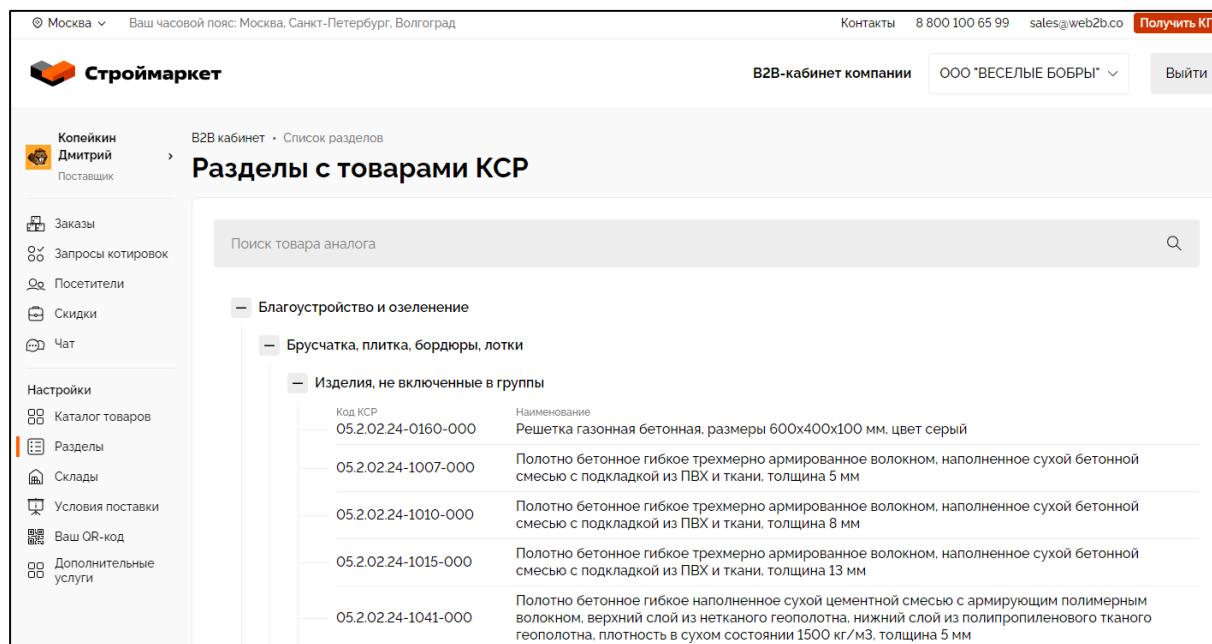 Москва
Ваш часовой пояс: Москва, Санкт-Петербург, Волгоград
Контакты
8 800 100 65 99
sales@web2b.co
Получить КП
Строймаркет
B2B-кабинет компании
ООО "ВЕСЕЛЫЕ БОБРЫ"
Выйти
Копейкин
Дмитрий
Поставщик
B2B кабинет • Список разделов
Разделы с товарами КСР
Заказы
Запросы котировок
Посетители
Скидки
Чат
Настройки
Каталог товаров
Разделы
Склады
Условия поставки
Ваш QR-код
Дополнительные
услуги
Поиск товара аналога
Благоустройство и озеленение
Брусчатка, плитка, бордюры, лотки
Изделия, не включенные в группы
Код КСР
Наименование
05.2.02.24-0160-000
Решетка газонная бетонная, размеры 600х400х100 мм, цвет серый
05.2.02.24-1007-000
Полотно бетонное гибкое трехмерно армированное волокном, наполненное сухой бетонной
смесью с подкладкой из ПВХ и ткани, толщина 5 мм
05.2.02.24-1010-000
Полотно бетонное гибкое трехмерно армированное волокном, наполненное сухой бетонной
смесью с подкладкой из ПВХ и ткани, толщина 8 мм
05.2.02.24-1015-000
Полотно бетонное гибкое трехмерно армированное волокном, наполненное сухой бетонной
смесью с подкладкой из ПВХ и ткани, толщина 13 мм
05.2.02.24-1041-000
Полотно бетонное гибкое наполненное сухой цементной смесью с армирующим полимерным
волокном, верхний слой из нетканого геополотна, нижний слой из полипропиленового тканого
геополотна, плотность в сухом состоянии 1500 кг/м3, толщина 5 мм